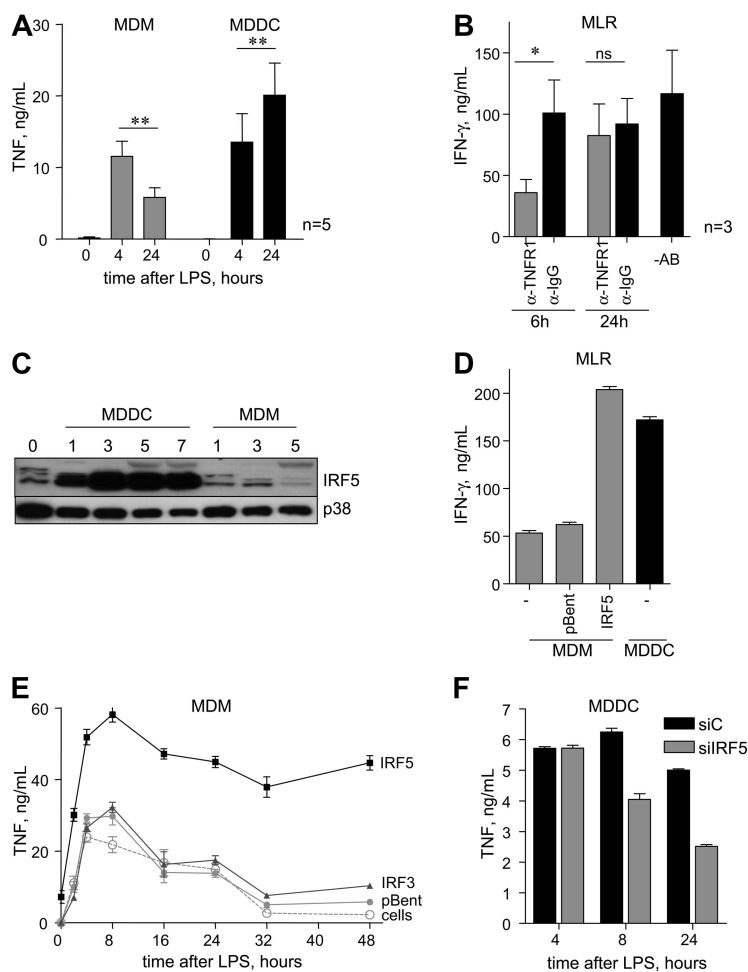 A
MDM
MDDC
TNF, ng/mL
30
20
10
0
**
**
0 4 24 0 4 24
n=5
time after LPS, hours
B
MLR
IFN-γ, ng/mL
150
100
50
0
*
ns
n=3
α-TNFR1
α-IgG
α-TNFR1
α-IgG
-AB
6h
24h
C
MDDC
MDM
0 1 3 5 7 1 3 5
IRF5
p38
D
MLR
IFN-γ, ng/mL
200
150
100
50
0
-
pBent
IRF5
-
MDM
MDDC
E
MDM
TNF, ng/mL
60
40
20
0
IRF5
IRF3
pBent
cells
0 8 16 24 32 40 48
time after LPS, hours
F
MDDC
TNF, ng/mL
7
6
5
4
3
2
1
0
siC
siIRF5
4 8 24
time after LPS, hours